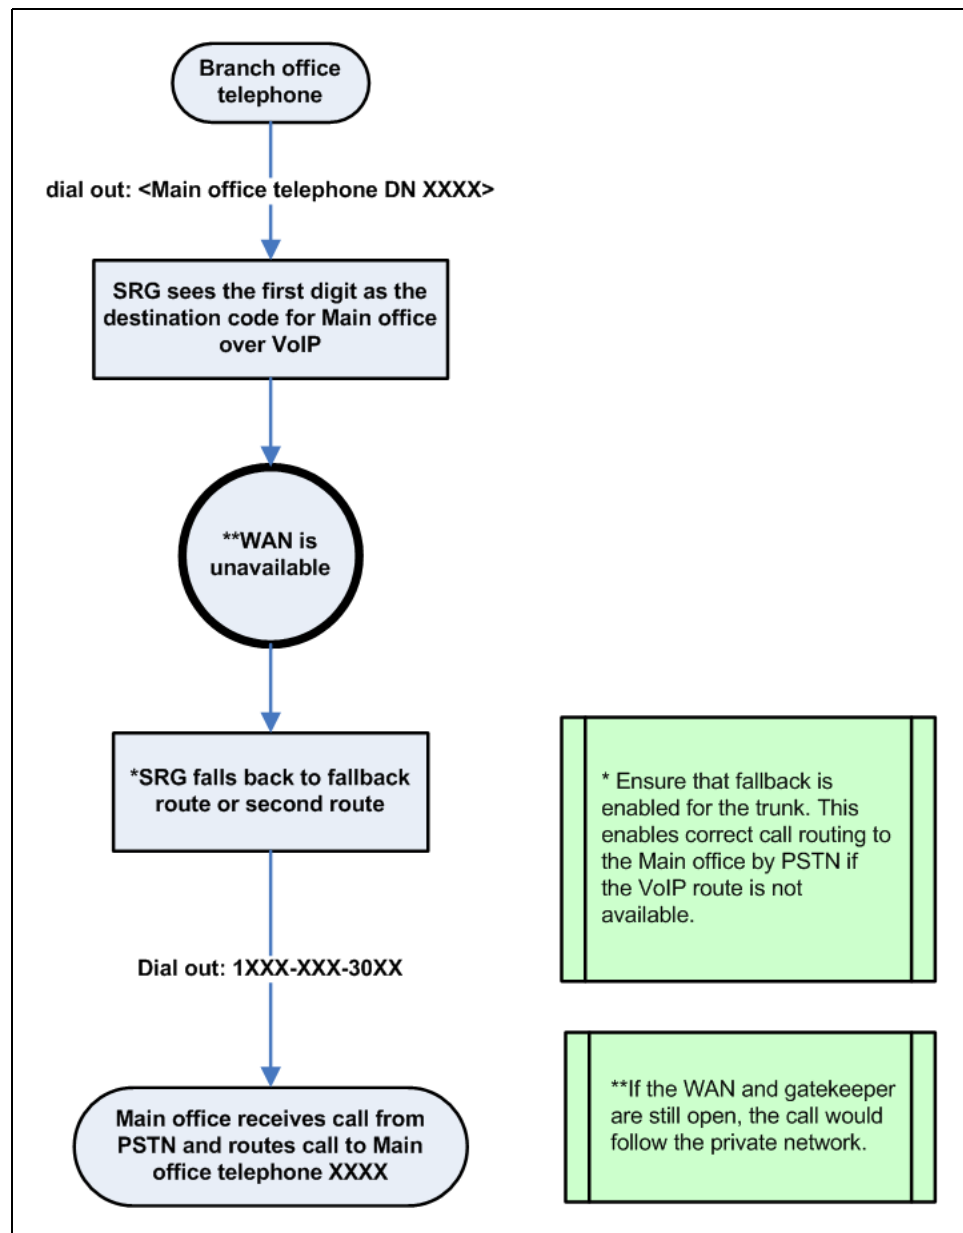 Branch office
telephone
dial out: <Main office telephone DN XXXX>
SRG sees the first digit as the
destination code for Main office
over VoIP
**WAN is
unavailable
*SRG falls back to fallback
route or second route
Dial out: 1XXX-XXX-30XX
Main office receives call from
PSTN and routes call to Main
office telephone XXXX
* Ensure that fallback is
enabled for the trunk. This
enables correct call routing to
the Main office by PSTN if
the VoIP route is not
available.
**If the WAN and gatekeeper
are still open, the call would
follow the private network.